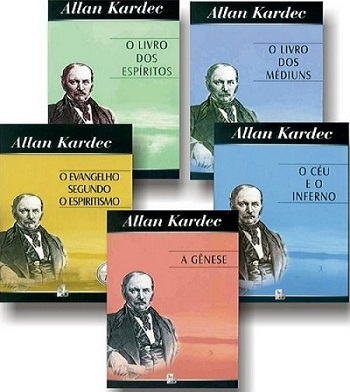 Allan Kardec
O LIVRO
DOS
ESPÍRITOS
Allan Kardec
O LIVRO
DOS
MÉDIUNS
Allan Kardec
O EVANGELHO
SEGUNDO
O ESPIRITISMO
Allan Kardec
O CÉU
E O
INFERNO
Allan Kardec
A GÊNESE